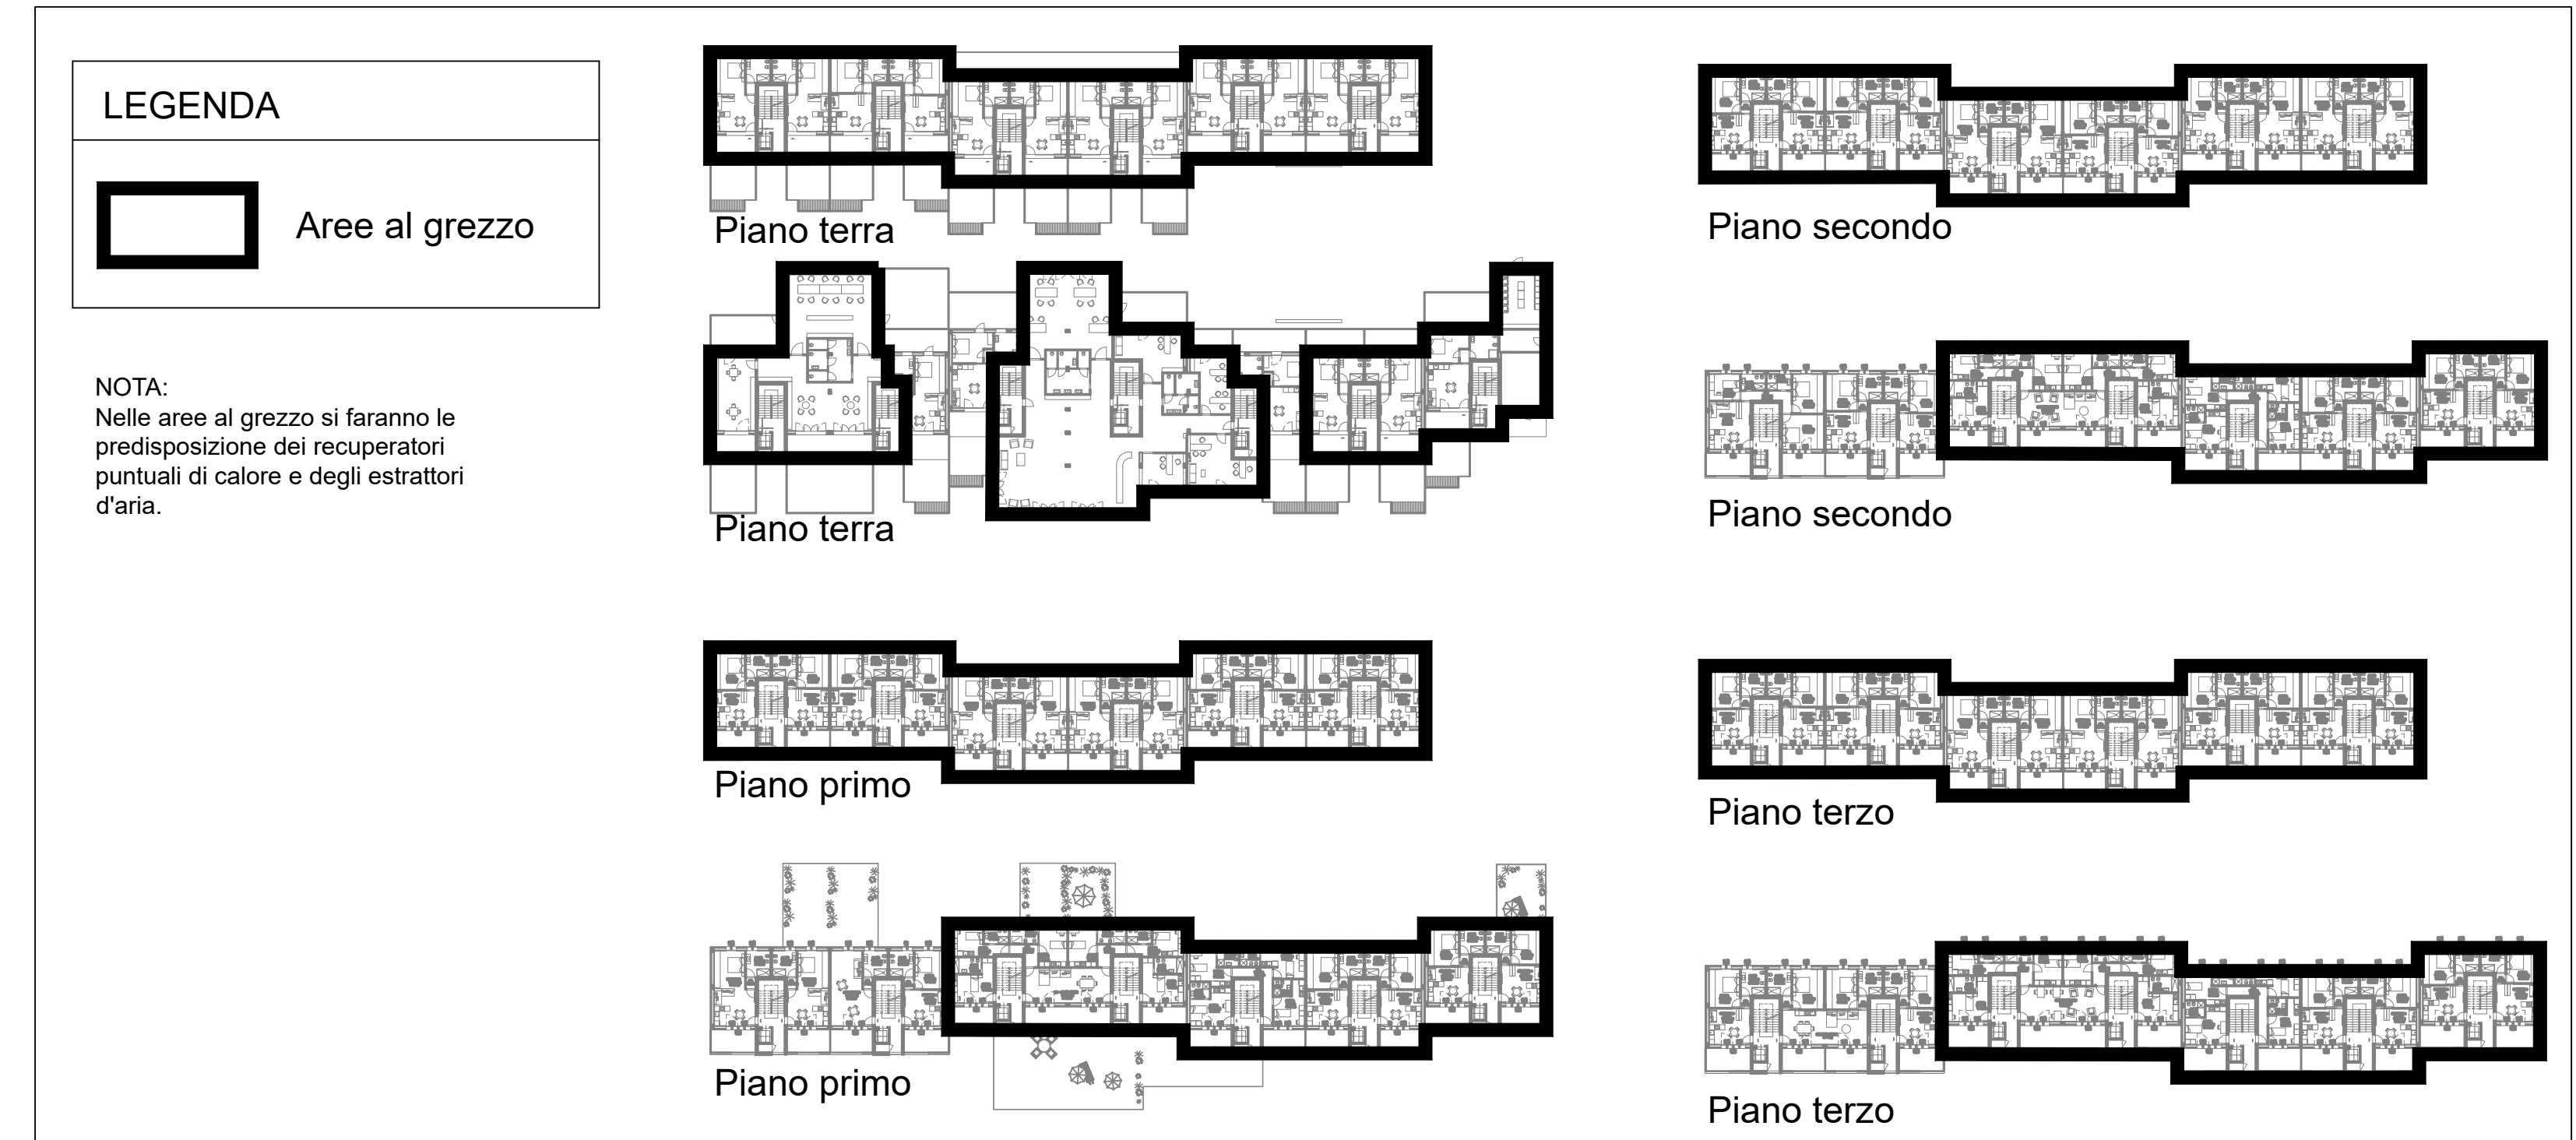 LEGENDA
Aree al grezzo
NOTA:
Nelle aree al grezzo si faranno le
predisposizione dei recuperatori
puntuali di calore e degli estrattori
d'aria.
Piano terra
Piano terra
Piano primo
Piano primo
Piano secondo
Piano secondo
Piano terzo
Piano terzo